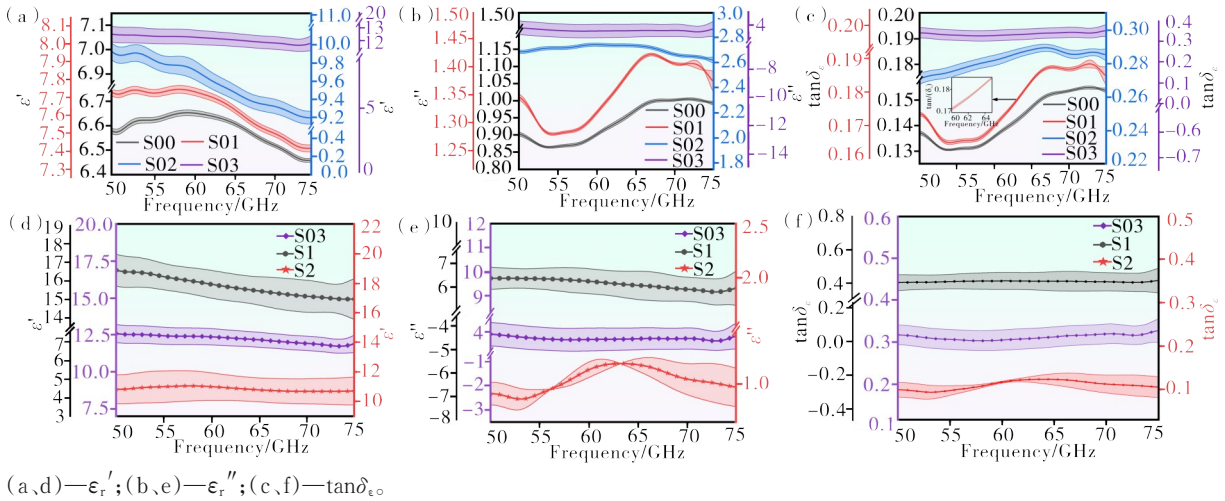 (a)
8.1
8.0
7.9
7.8
7.7
7.6
7.5
7.4
7.3
ε'
7.1
7.0
6.9
6.7
6.6
6.5
6.4
S00
S01
S02
S03
11.0
10.0
9.8
9.6
9.4
9.2
0.4
0.2
0.0
20
13
12
5
0
ε'
50 55 60 65 70 75
Frequency/GHz
(b)
1.50
1.45
1.40
1.35
1.30
1.25
ε''
1.50
1.15
1.10
1.00
0.90
0.80
S00
S01
S02
S03
3.0
2.8
2.6
2.4
2.2
2.0
1.8
4
-8
-10
-12
-14
ε''
50 55 60 65 70 75
Frequency/GHz
(c)
0.20
0.19
0.18
0.17
0.16
tanδε
0.20
0.19
0.18
0.15
0.14
0.13
tan(δε)
0.18
0.17
60 62 64
Frequency/GHz
S00
S01
S02
S03
0.30
0.28
0.26
0.24
0.22
0.4
0.3
0.2
0.1
0.0
-0.6
-0.7
tanδε
50 55 60 65 70 75
Frequency/GHz
(d)
19
18
17
16
15
14
7
6
5
4
3
ε'
20.0
17.5
15.0
12.5
10.0
7.5
S03
S1
S2
22
20
18
16
14
11
10
ε'
50 55 60 65 70 75
Frequency/GHz
(e)
10
7
6
-4
-5
-6
-7
-8
ε''
12
11
10
9
4
-1
-2
-3
S03
S1
S2
2.5
2.0
1.0
ε''
50 55 60 65 70 75
Frequency/GHz
(f)
0.8
0.6
0.4
0.2
0.0
-0.2
-0.4
tanδε
0.6
0.5
0.4
0.3
0.2
0.1
S03
S1
S2
0.5
0.4
0.3
0.2
0.1
tanδε
50 55 60 65 70 75
Frequency/GHz
(a、d)—εr′;(b、e)—εr″;(c、f)—tanδε。